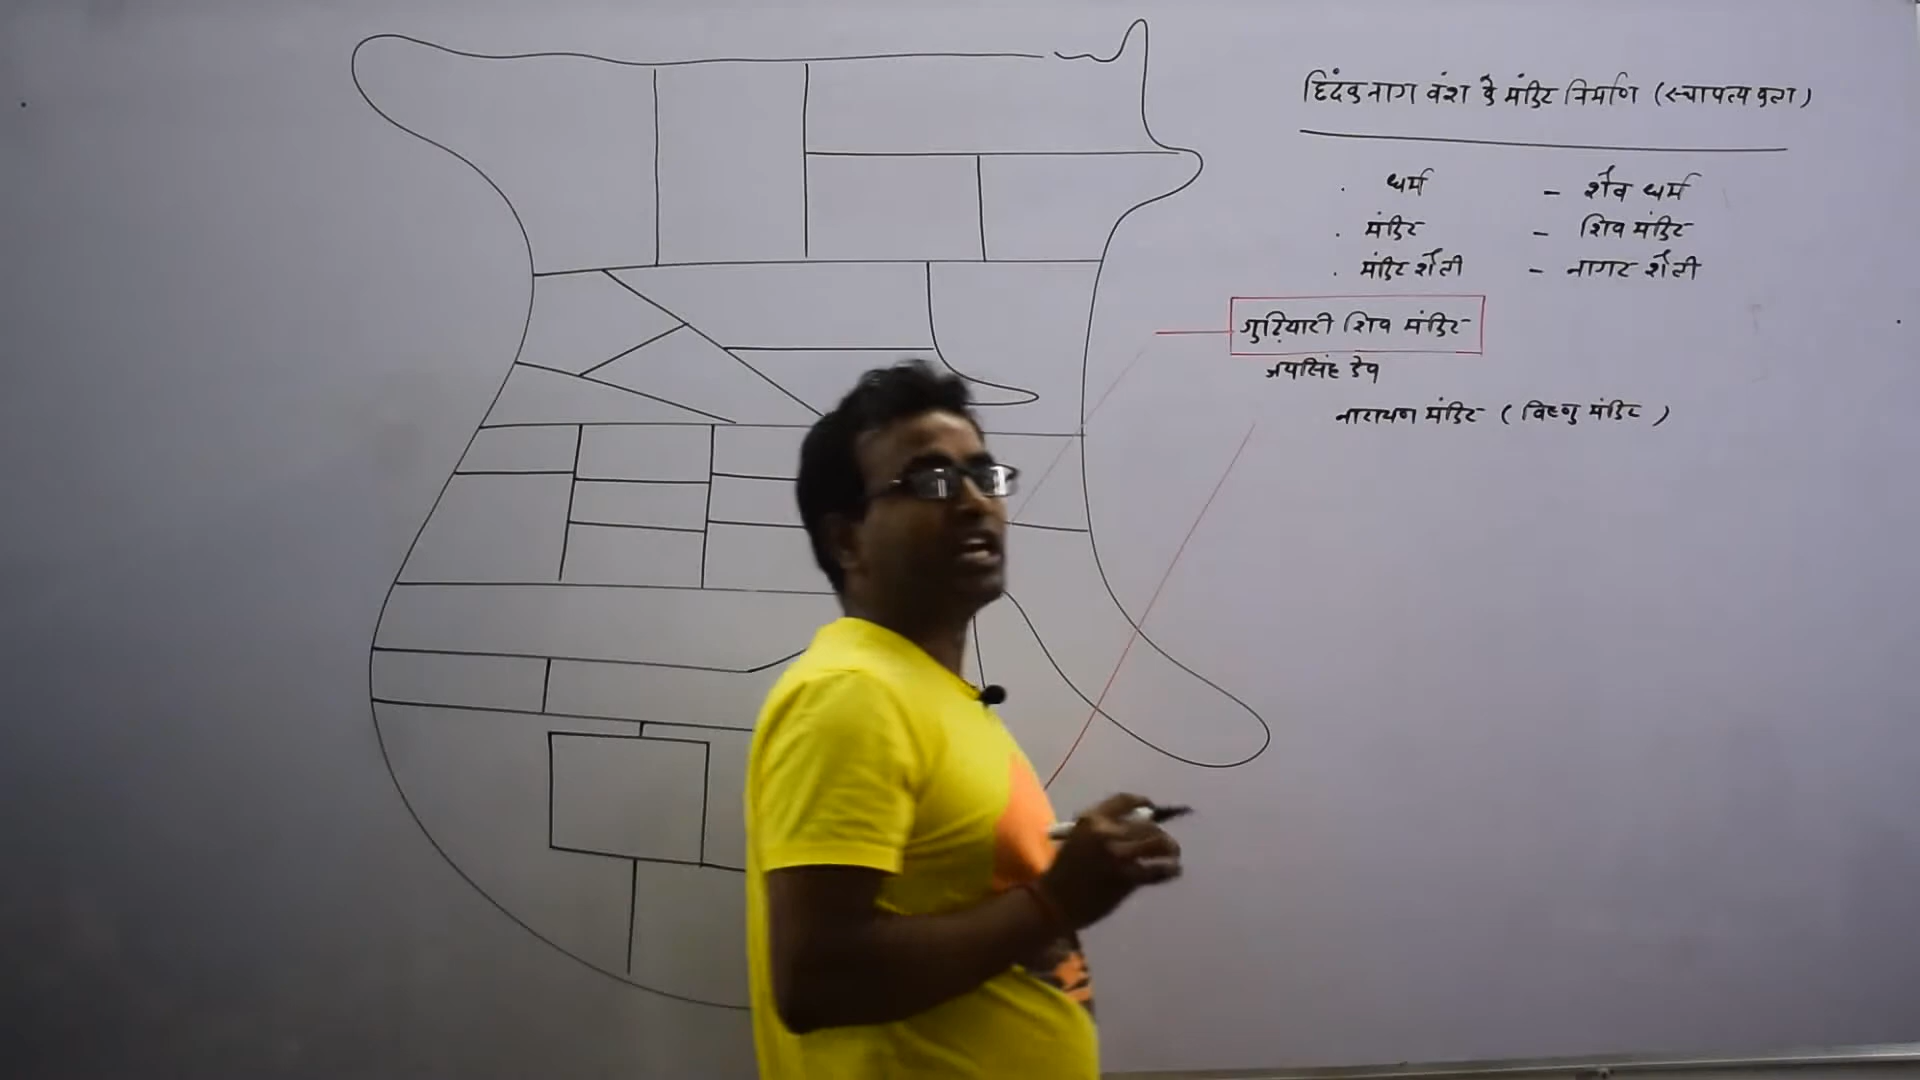 छिंदक नाग वंश के मंदिर निर्माण (स्थापत्य कला)
. धर्म - शैव धर्म
. मंदिर - शिव मंदिर
. मंदिर शैली - नागर शैली
गुढ़ियारी शिव मंदिर
जयसिंह देव
नारायण मंदिर (विष्णु मंदिर)